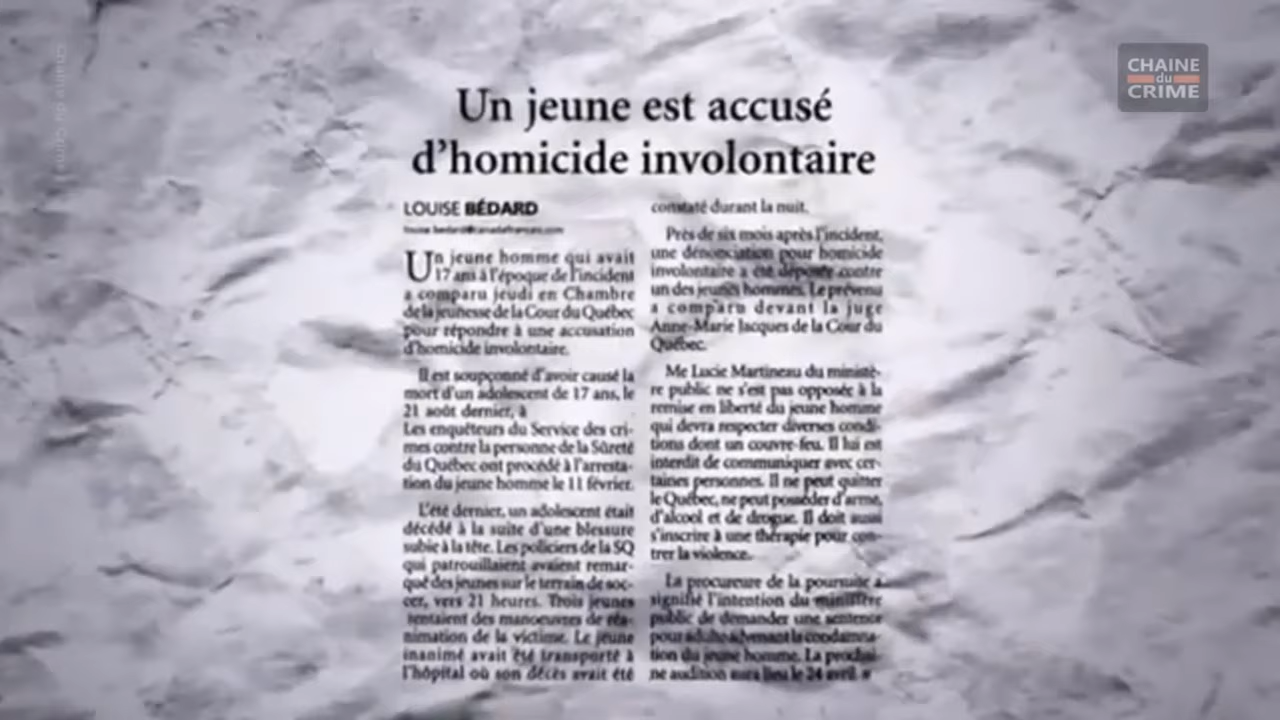 CHAINE
du
CRIME
Un jeune est accusé
d'homicide involontaire
LOUISE BÉDARD
Un jeune homme qui avait
17 ans à l'époque de l'incident
a comparu jeudi en Chambre
de la jeunesse de la Cour du Québec
pour répondre à une accusation
d'homicide involontaire.
Il est soupçonné d'avoir causé la
mort d'un adolescent de 17 ans, le
21 août dernier, à
Les enquêteurs du Service des cri-
mes contre la personne de la Sûreté
du Québec ont procédé à l'arresta-
tion du jeune homme le 11 février.
L'été dernier, un adolescent était
décédé à la suite d'une blessure
subie à la tête. Les policiers de la SQ
qui patrouillaient avaient remar-
qué des jeunes sur le terrain de soc-
cer, vers 21 heures. Trois jeunes
tentaient des manoeuvres de réa-
nimation de la victime. Le jeune
inanimé avait été transporté à
l'hôpital où son décès avait été
constaté durant la nuit.
Près de six mois après l'incident,
une dénonciation pour homicide
involontaire a été déposée contre
un des jeunes hommes. Le prévenu
a comparu devant la juge
Anne-Marie Jacques de la Cour du
Québec.
Me Lucie Martineau du ministè-
re public ne s'est pas opposée à la
remise en liberté du jeune homme
qui devra respecter diverses condi-
tions dont un couvre-feu. Il lui est
interdit de communiquer avec cer-
taines personnes. Il ne peut quitter
le Québec, ne peut posséder d'arme,
d'alcool et de drogue. Il doit aussi
s'inscrire à une thérapie pour con-
trer la violence.
La procureure de la poursuite a
signifié l'intention du ministère
public de demander une sentence
pour adulte advenant la condamna-
tion du jeune homme. La prochai-
ne audition aura lieu le 24 avril.